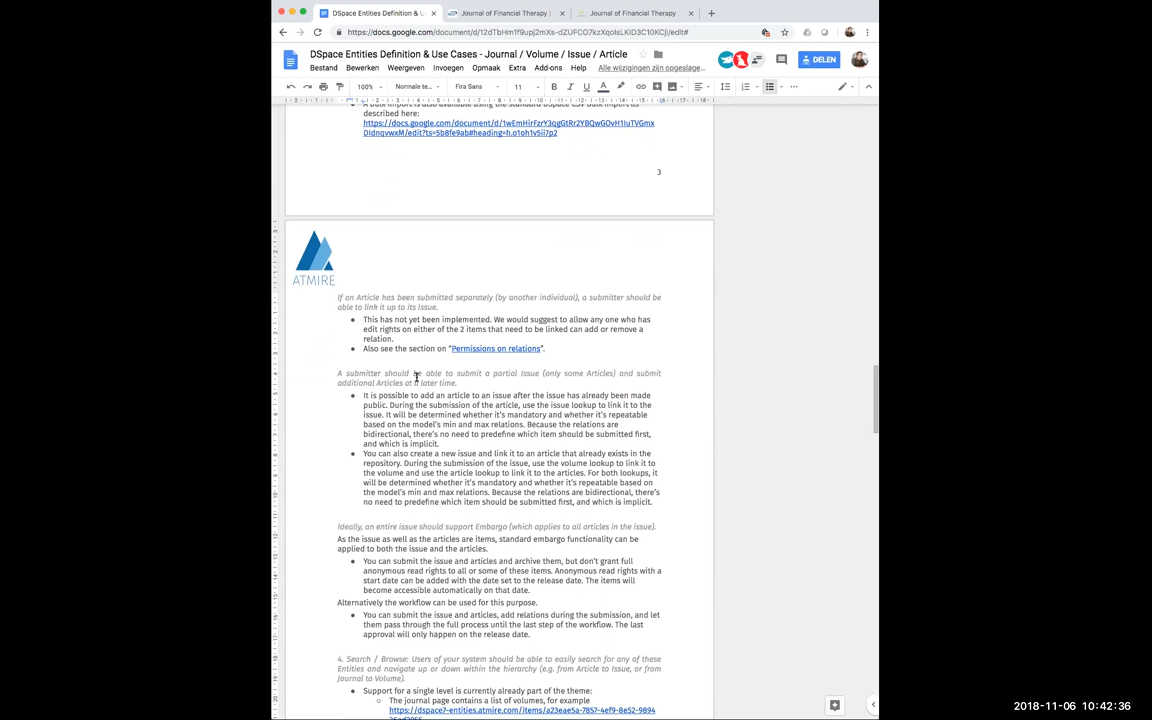 DSpace Entities Definition & U
Journal of Financial Therapy |
Journal of Financial Therapy
https://docs.google.com/document/d/12dTbHm1f9upj2mXs-dZUFCO7kzXqoIsLKlD3C10KCjI/edit#
DSpace Entities Definition & Use Cases - Journal / Volume / Issue / Article
DELEN
Bestand Bewerken Weergeven Invoegen Opmaak Extra Add-ons Help Alle wijzigingen zijn opgeslage...
100% Normale te... Fira Sans 11
described here:
https://docs.google.com/document/d/1wEmHirFzrY3qgGtRr2YBQwGOvH1IuTVGmx
DIdnqvwxM/edit?ts=5b8fe9ab#heading=h.o1oh1v5ii7p2
3
ATMIRE
If an Article has been submitted separately (by another individual), a submitter should be
able to link it up to its Issue.
● This has not yet been implemented. We would suggest to allow any one who has
edit rights on either of the 2 items that need to be linked can add or remove a
relation.
● Also see the section on “Permissions on relations”.
A submitter should be able to submit a partial Issue (only some Articles) and submit
additional Articles at a later time.
● It is possible to add an article to an issue after the issue has already been made
public. During the submission of the article, use the issue lookup to link it to the
issue. It will be determined whether it’s mandatory and whether it’s repeatable
based on the model’s min and max relations. Because the relations are
bidirectional, there’s no need to predefine which item should be submitted first,
and which is implicit.
● You can also create a new issue and link it to an article that already exists in the
repository. During the submission of the issue, use the volume lookup to link it to
the volume and use the article lookup to link it to the articles. For both lookups, it
will be determined whether it’s mandatory and whether it’s repeatable based on
the model’s min and max relations. Because the relations are bidirectional, there’s
no need to predefine which item should be submitted first, and which is implicit.
Ideally, an entire issue should support Embargo (which applies to all articles in the issue).
As the issue as well as the articles are items, standard embargo functionality can be
applied to both the issue and the articles.
● You can submit the issue and articles and archive them, but don’t grant full
anonymous read rights to all or some of these items. Anonymous read rights with a
start date can be added with the date set to the release date. The items will
become accessible automatically on that date.
Alternatively the workflow can be used for this purpose.
● You can submit the issue and articles, add relations during the submission, and let
them pass through the full process until the last step of the workflow. The last
approval will only happen on the release date.
4. Search / Browse: Users of your system should be able to easily search for any of these
Entities and navigate up or down within the hierarchy (e.g. from Article to Issue, or from
Journal to Volume).
● Support for a single level is currently already part of the theme:
○ The journal page contains a list of volumes, for example
https://dspace7-entities.atmire.com/items/a23eae5a-7857-4ef9-8e52-9894
2018-11-06 10:42:36